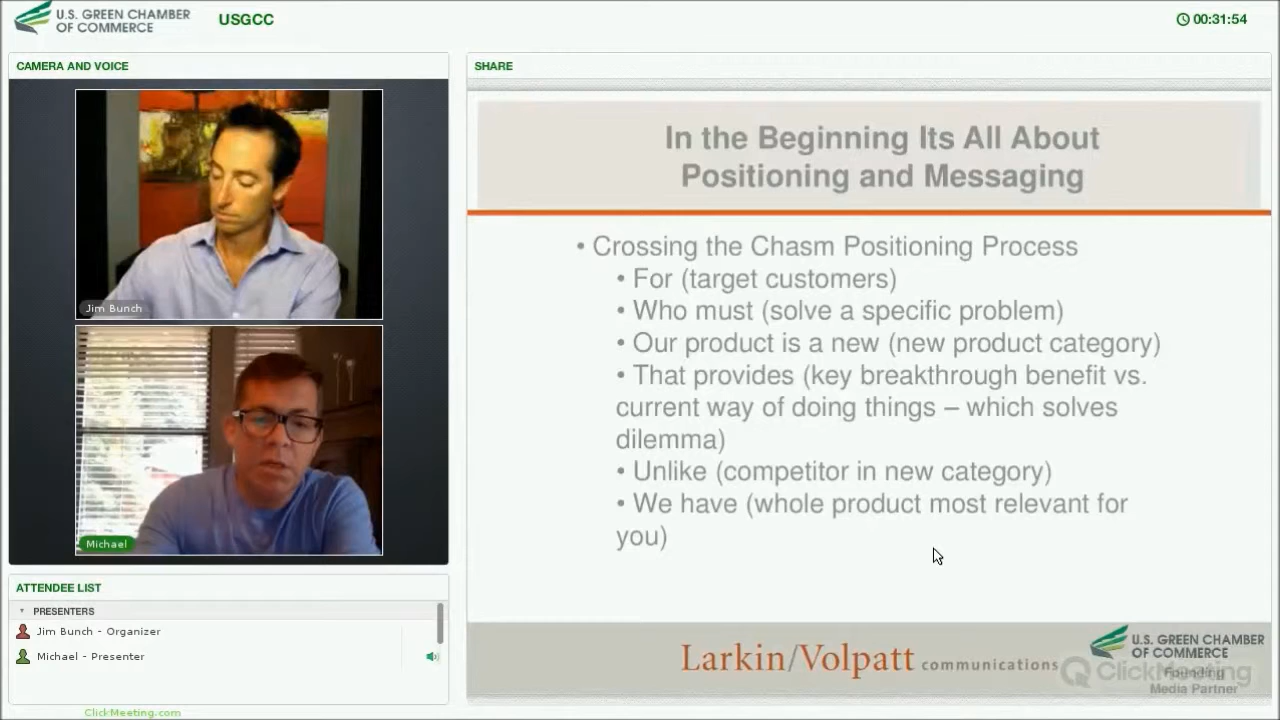 U.S. GREEN CHAMBER
OF COMMERCE
USGCC
00:31:54
CAMERA AND VOICE
SHARE
Jim Bunch
Michael
In the Beginning Its All About
Positioning and Messaging
• Crossing the Chasm Positioning Process
• For (target customers)
• Who must (solve a specific problem)
• Our product is a new (new product category)
• That provides (key breakthrough benefit vs.
current way of doing things – which solves
dilemma)
• Unlike (competitor in new category)
• We have (whole product most relevant for
you)
ATTENDEE LIST
PRESENTERS
Jim Bunch - Organizer
Michael - Presenter
Larkin/Volpatt communications
U.S. GREEN CHAMBER
OF COMMERCE
ClickMeeting
Founding
Media Partner
ClickMeeting.com